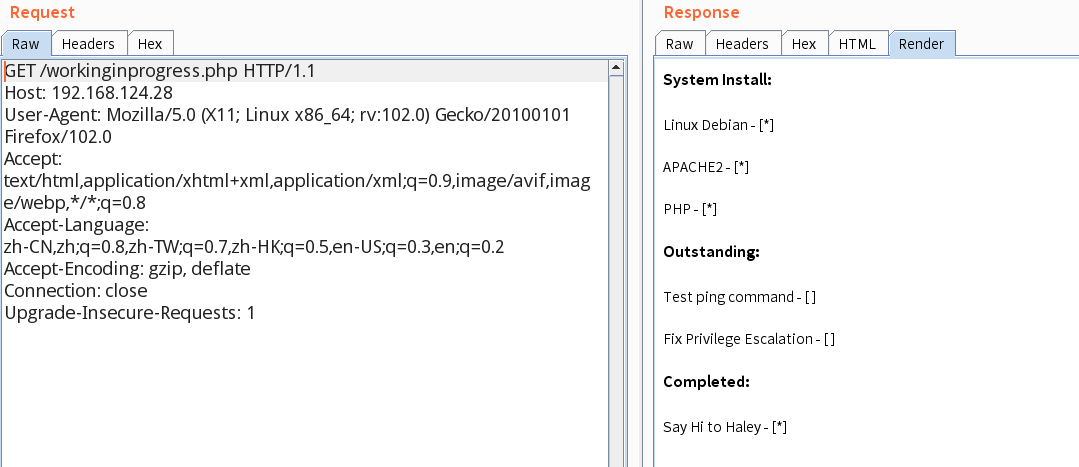 Request
Raw Headers Hex
GET /workinginprogress.php HTTP/1.1
Host: 192.168.124.28
User-Agent: Mozilla/5.0 (X11; Linux x86_64; rv:102.0) Gecko/20100101
Firefox/102.0
Accept:
text/html,application/xhtml+xml,application/xml;q=0.9,image/avif,imag
e/webp,*/*;q=0.8
Accept-Language:
zh-CN,zh;q=0.8,zh-TW;q=0.7,zh-HK;q=0.5,en-US;q=0.3,en;q=0.2
Accept-Encoding: gzip, deflate
Connection: close
Upgrade-Insecure-Requests: 1
Response
Raw Headers Hex HTML Render
System Install:
Linux Debian - [*]
APACHE2 - [*]
PHP - [*]
Outstanding:
Test ping command - [ ]
Fix Privilege Escalation - [ ]
Completed:
Say Hi to Haley - [*]